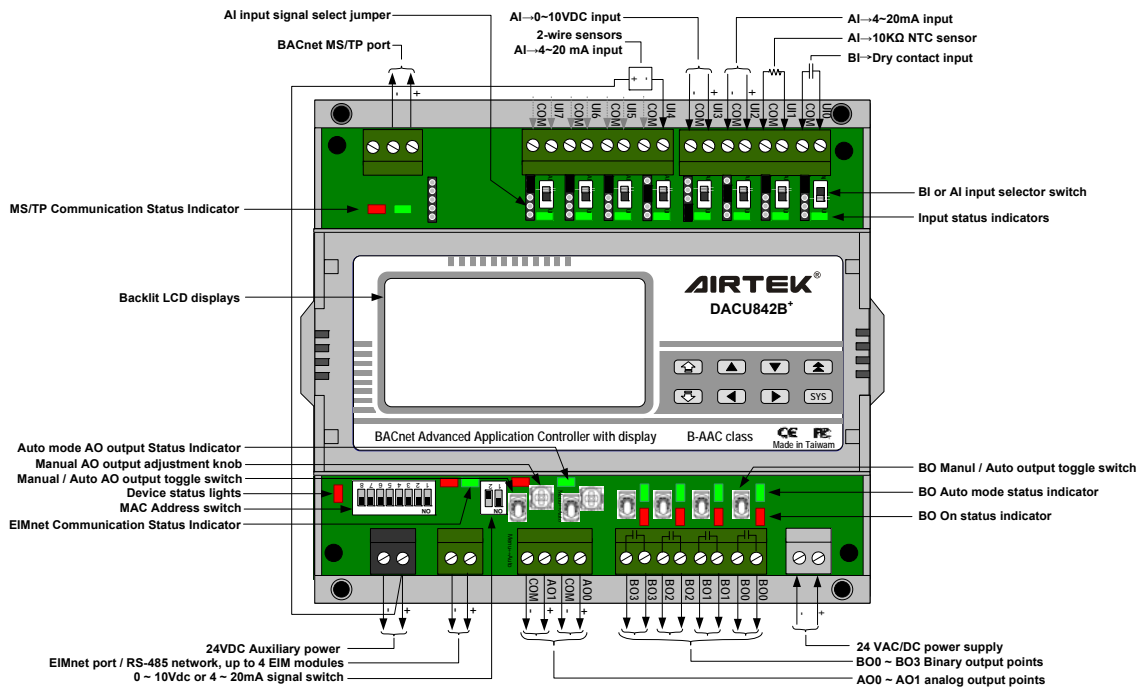 AI input signal select jumper
AI→0~10VDC input
2-wire sensors
AI→4~20 mA input
AI→4~20mA input
AI→10KΩ NTC sensor
BI→Dry contact input
BACnet MS/TP port
- +
+ -
- +
- +
COM UI7 COM UI6 COM UI5 COM UI4
COM UI3 COM UI2 COM UI1 COM UI0
BI or AI input selector switch
Input status indicators
MS/TP Communication Status Indicator
Backlit LCD displays
AIRTEK®
DACU842B+
SYS
BACnet Advanced Application Controller with display
B-AAC class
CE FC
Made in Taiwam
Auto mode AO output Status Indicator
Manual AO output adjustment knob
Manual / Auto AO output toggle switch
Device status lights
MAC Address switch
EIMnet Communication Status Indicator
BO Manul / Auto output toggle switch
BO Auto mode status indicator
BO On status indicator
8 7 6 5 4 3 2 1
ON
2 1
ON
COM AO1 COM AO0
- + - +
BO3 BO3 BO2 BO2 BO1 BO1 BO0 BO0
- +
- +
- +
24VDC Auxiliary power
EIMnet port / RS-485 network, up to 4 EIM modules
0 ~ 10Vdc or 4 ~ 20mA signal switch
24 VAC/DC power supply
BO0 ~ BO3 Binary output points
AO0 ~ AO1 analog output points